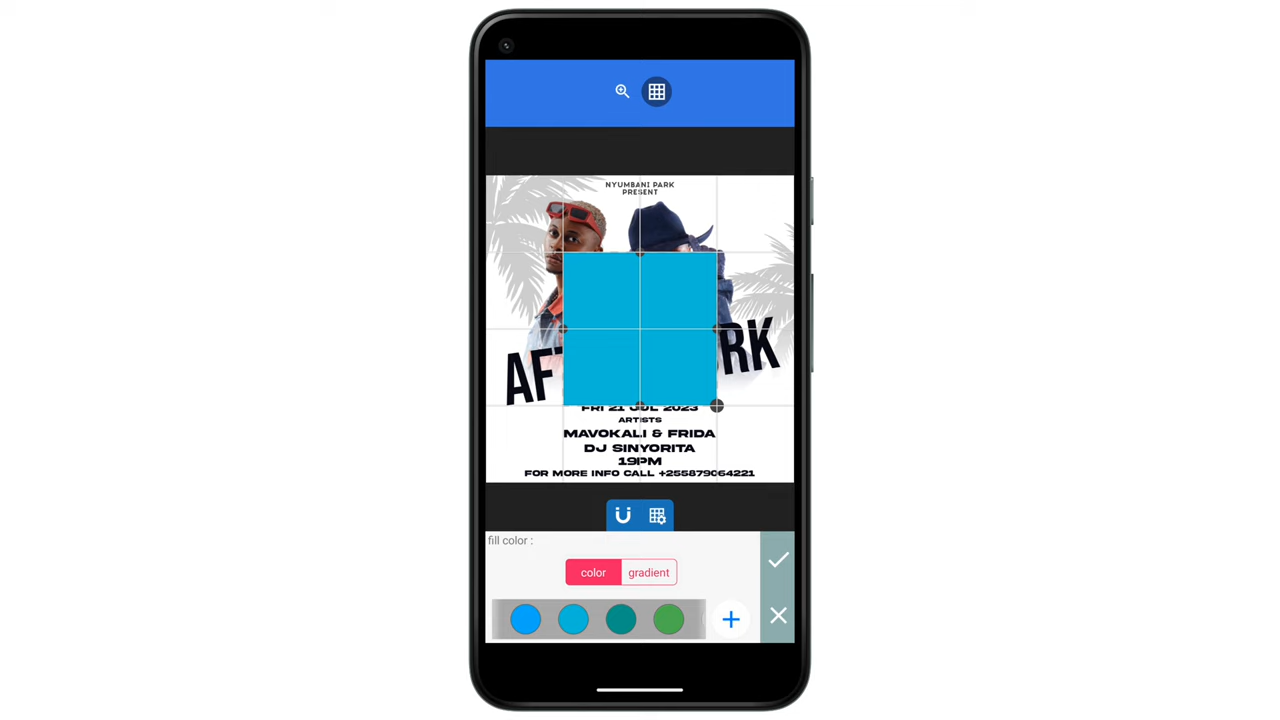 NYUMBANI PARK
PRESENT
AF
RK
FRI 21 JUL 2023
ARTISTS
MAVOKALI & FRIDA
DJ SINYORITA
19PM
FOR MORE INFO CALL +255879064221
fill color :
color
gradient